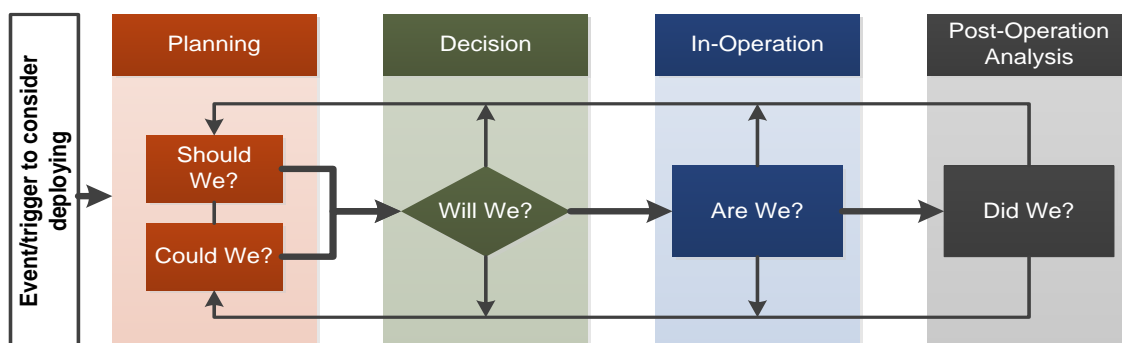 Event/trigger to consider
deploying
Planning
Should
We?
Could We?
Decision
Will We?
In-Operation
Are We?
Post-Operation
Analysis
Did We?